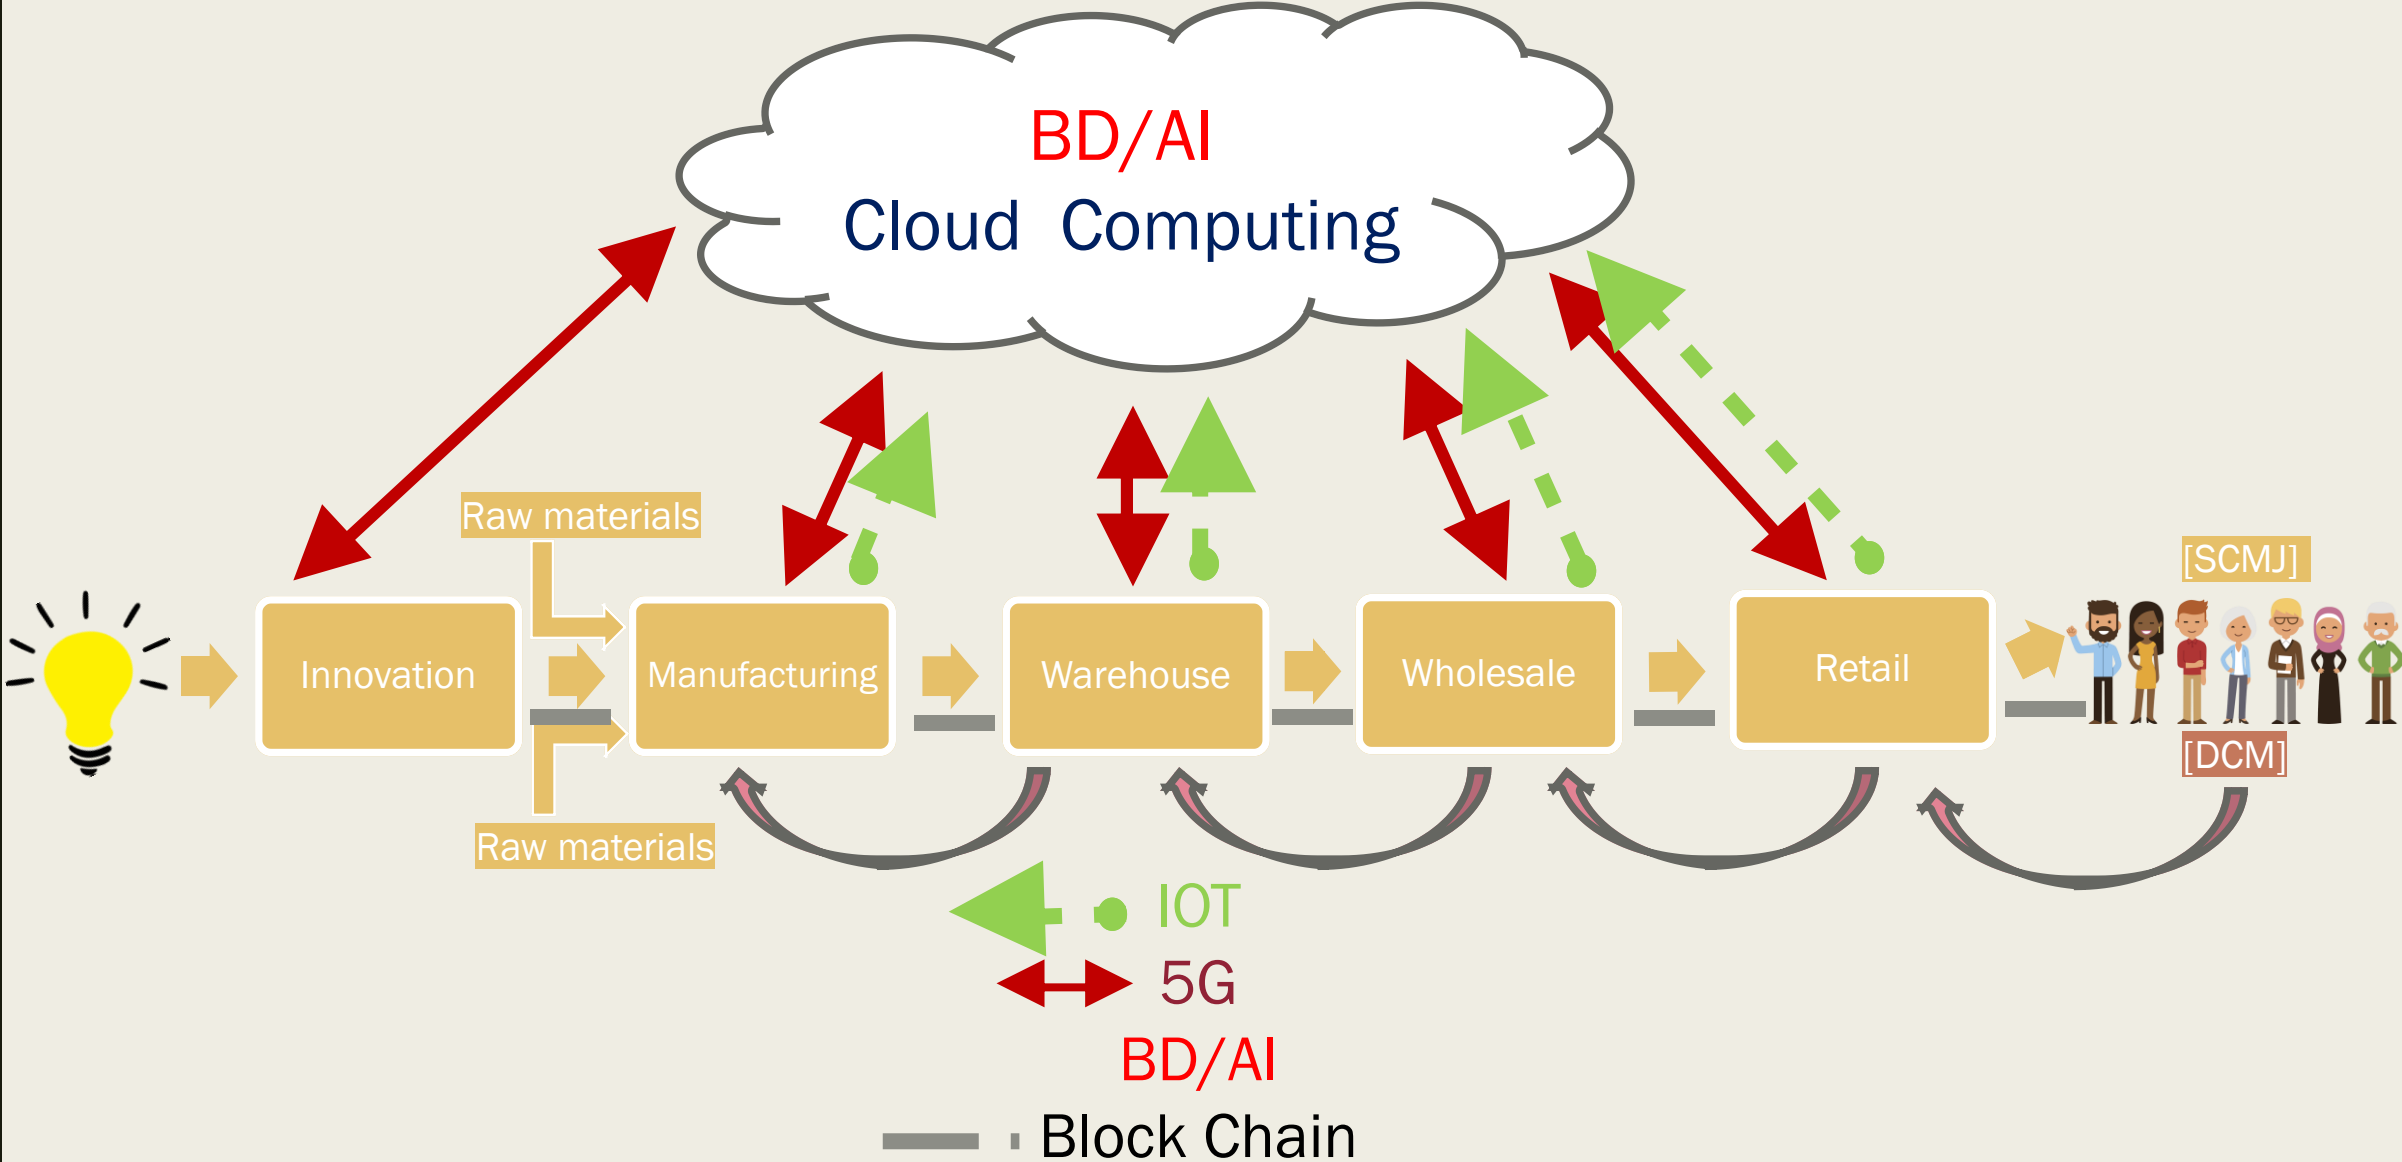 BD/AI
Cloud Computing
Raw materials
[SCMJ]
Innovation
Manufacturing
Warehouse
Wholesale
Retail
[DCM]
Raw materials
IOT
5G
BD/AI
Block Chain